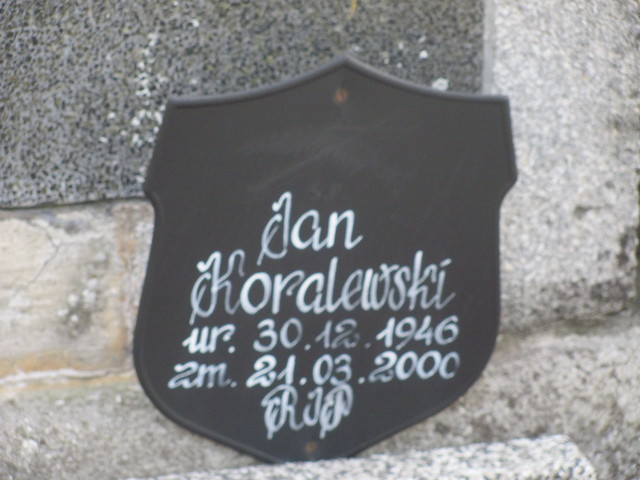 Jan
Koralewski
ur. 30.12.1946
zm. 21.03.2000
RIP